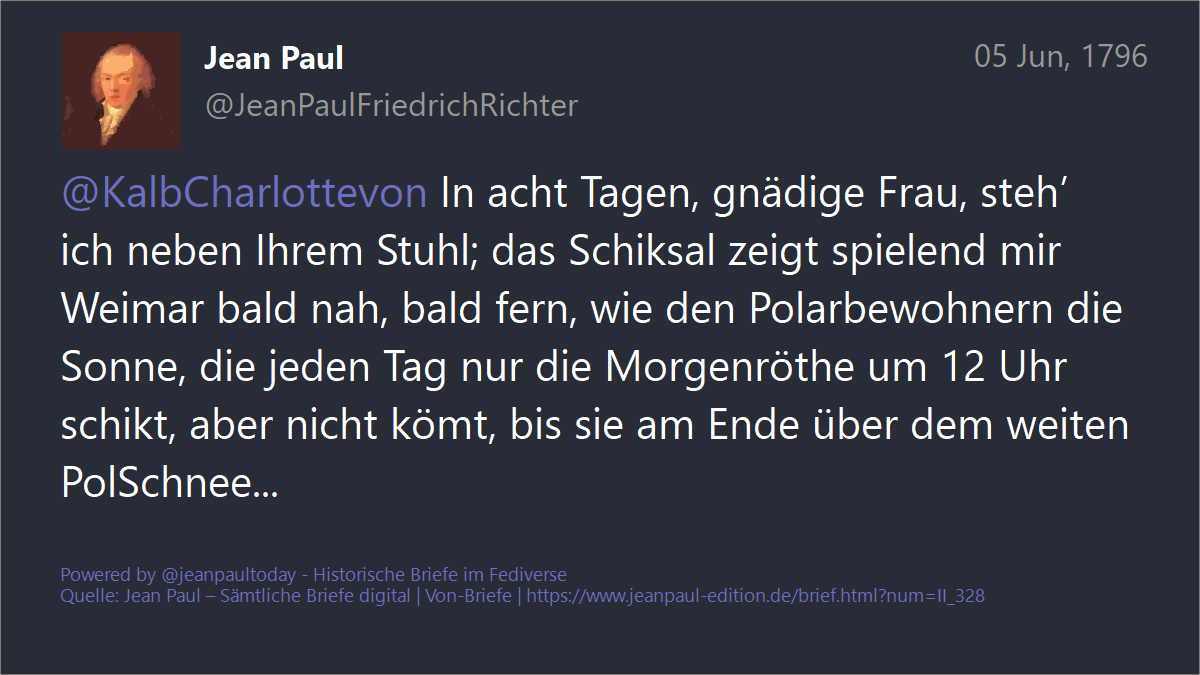 Jean Paul
05 Jun, 1796
@JeanPaulFriedrichRichter
@KalbCharlottevon In acht Tagen, gnädige Frau, steh’
ich neben Ihrem Stuhl; das Schiksal zeigt spielend mir
Weimar bald nah, bald fern, wie den Polarbewohnern die
Sonne, die jeden Tag nur die Morgenröthe um 12 Uhr
schikt, aber nicht kömt, bis sie am Ende über dem weiten
PolSchnee...
Powered by @jeanpaultoday - Historische Briefe im Fediverse
Quelle: Jean Paul – Sämtliche Briefe digital | Von-Briefe | https://www.jeanpaul-edition.de/brief.html?num=II_328